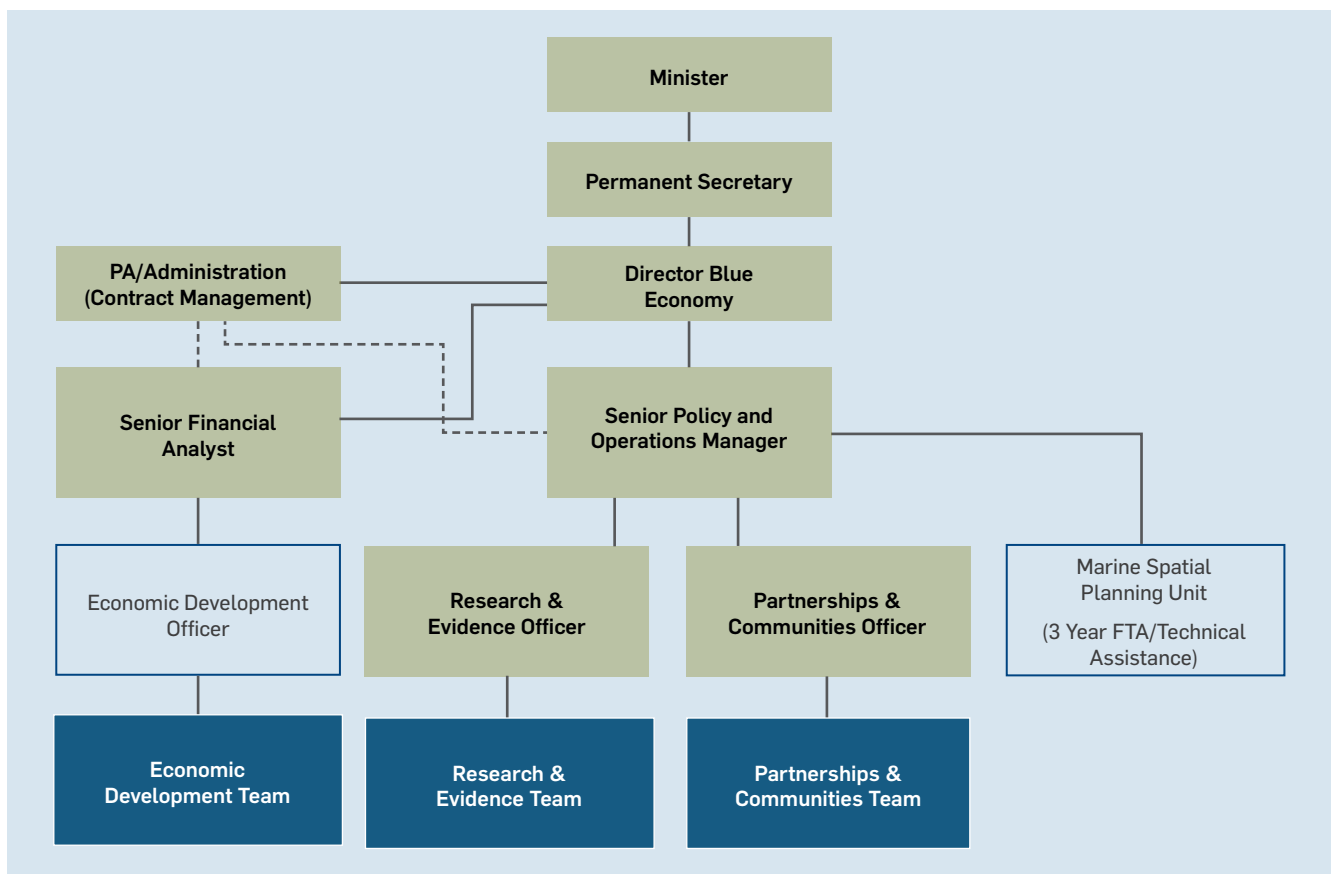 Minister
Permanent Secretary
PA/Administration
(Contract Management)
Director Blue
Economy
Senior Financial
Analyst
Senior Policy and
Operations Manager
Economic Development
Officer
Research &
Evidence Officer
Partnerships &
Communities Officer
Marine Spatial
Planning Unit
(3 Year FTA/Technical
Assistance)
Economic
Development Team
Research &
Evidence Team
Partnerships &
Communities Team